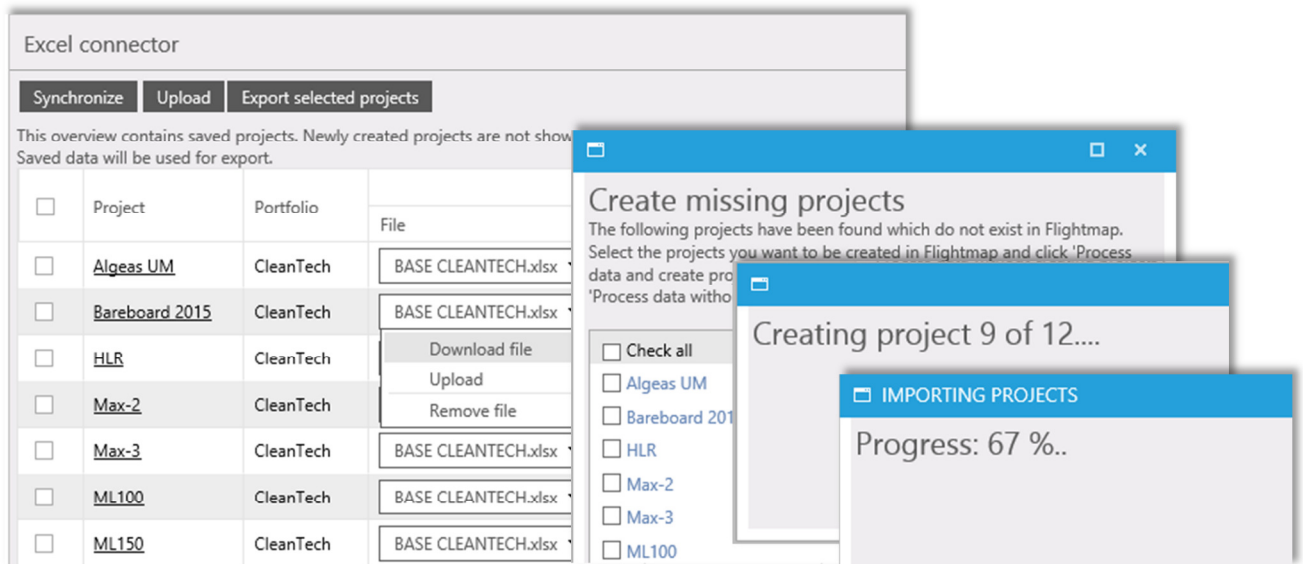 Excel connector
Synchronize Upload Export selected projects
This overview contains saved projects. Newly created projects are not show
Saved data will be used for export.
Project Portfolio
File
Algeas UM CleanTech BASE CLEANTECH.xlsx
Bareboard 2015 CleanTech BASE CLEANTECH.xlsx
Download file
HLR CleanTech
Upload
Max-2 CleanTech
Remove file
Max-3 CleanTech BASE CLEANTECH.xlsx
ML100 CleanTech BASE CLEANTECH.xlsx
ML150 CleanTech BASE CLEANTECH.xlsx
Create missing projects
The following projects have been found which do not exist in Flightmap.
Select the projects you want to be created in Flightmap and click 'Process
data and create pro
'Process data witho
Check all
Algeas UM
Bareboard 201
HLR
Max-2
Max-3
ML100
Creating project 9 of 12....
IMPORTING PROJECTS
Progress: 67 %..